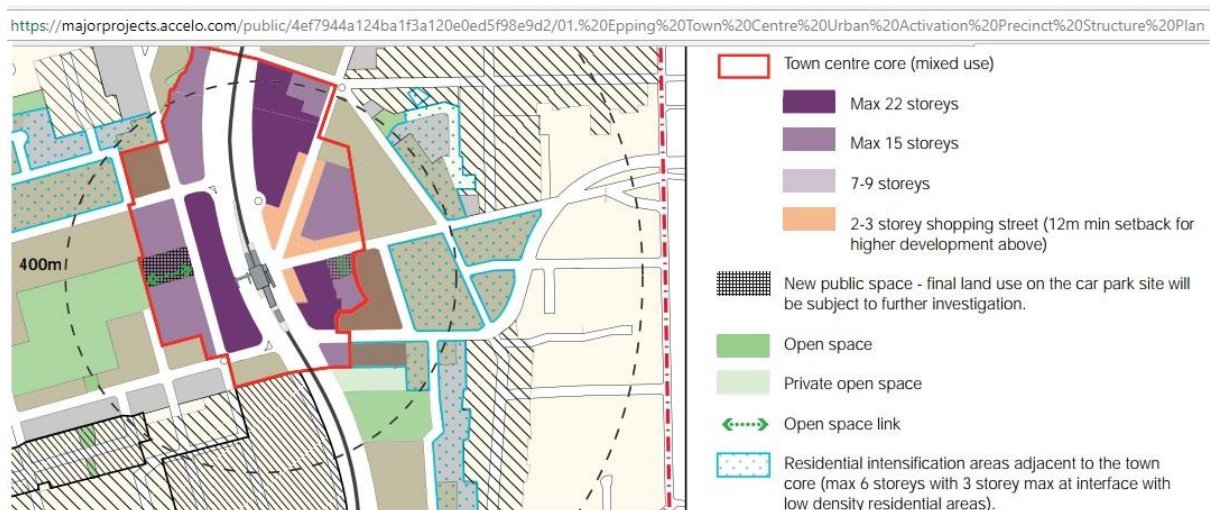 https://majorprojects.accelo.com/public/4ef7944a124ba1f3a120e0ed5f98e9d2/01.%20Epping%20Town%20Centre%20Urban%20Activation%20Precinct%20Structure%20Plan
Town centre core (mixed use)
Max 22 storeys
Max 15 storeys
7-9 storeys
2-3 storey shopping street (12m min setback for
higher development above)
New public space - final land use on the car park site will
be subject to further investigation.
Open space
Private open space
Open space link
Residential intensification areas adjacent to the town
core (max 6 storeys with 3 storey max at interface with
low density residential areas).
400m